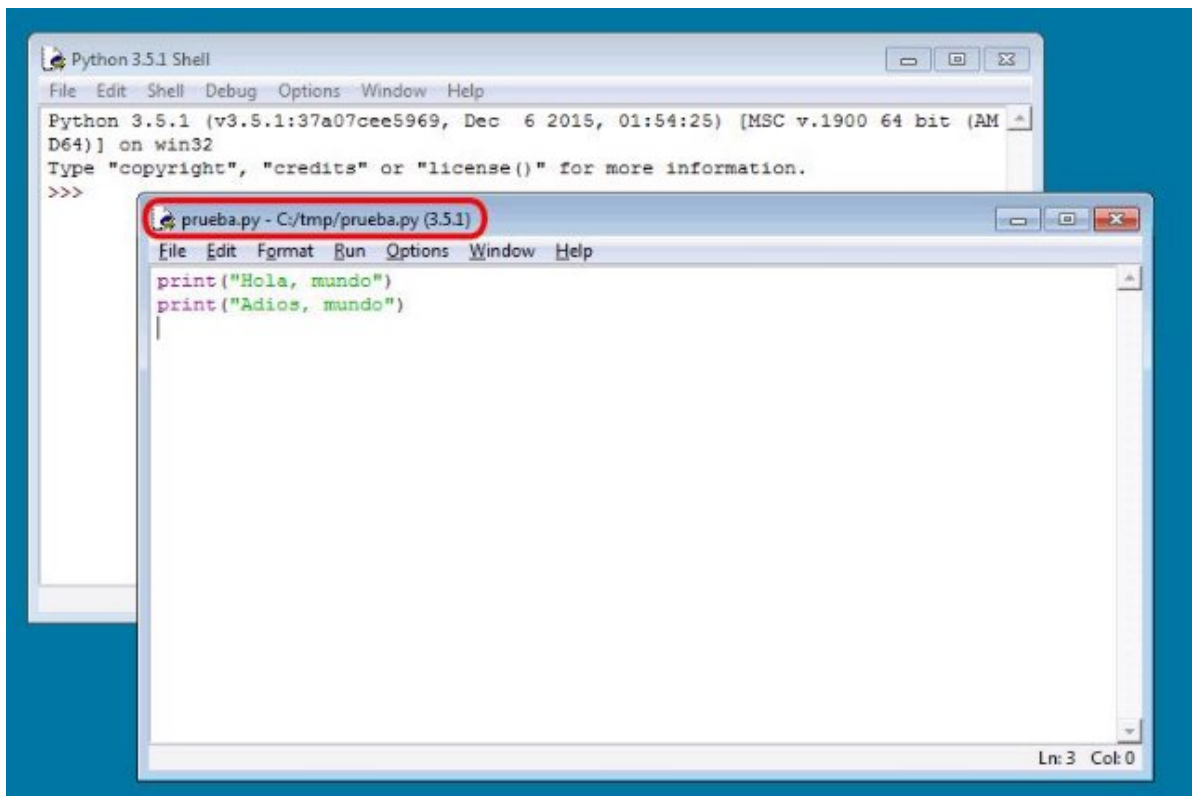 Python 3.5.1 Shell
File Edit Shell Debug Options Window Help
Python 3.5.1 (v3.5.1:37a07cee5969, Dec  6 2015, 01:54:25) [MSC v.1900 64 bit (AM
D64)] on win32
Type "copyright", "credits" or "license()" for more information.
>>>
prueba.py - C:/tmp/prueba.py (3.5.1)
File Edit Format Run Options Window Help
print("Hola, mundo")
print("Adios, mundo")
Ln: 3 Col: 0